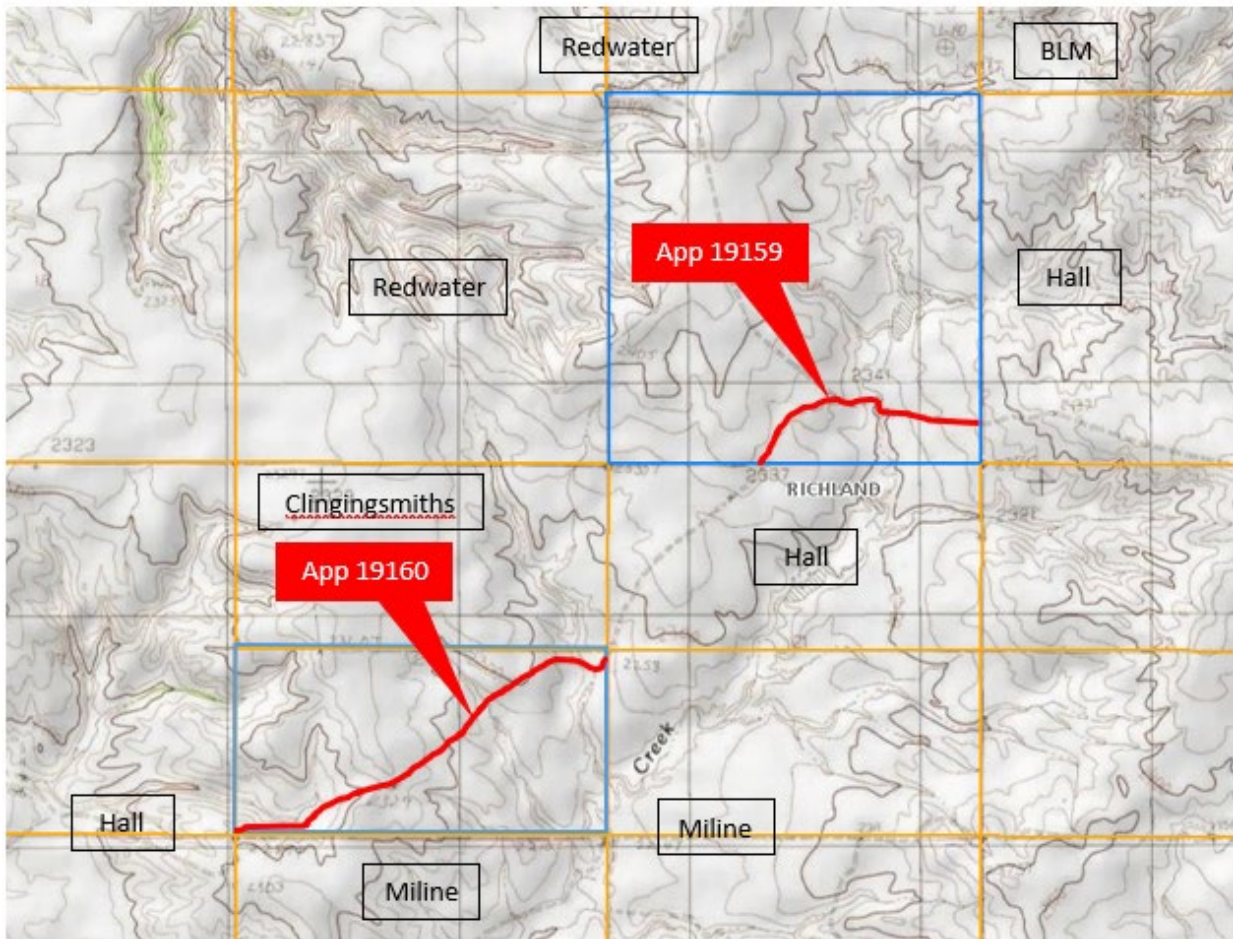 Redwater
BLM
App 19159
Hall
Redwater
2341
2323
2337
RICHLAND
Clingingsmiths
Hall
App 19160
Creek
Hall
Miline
Miline